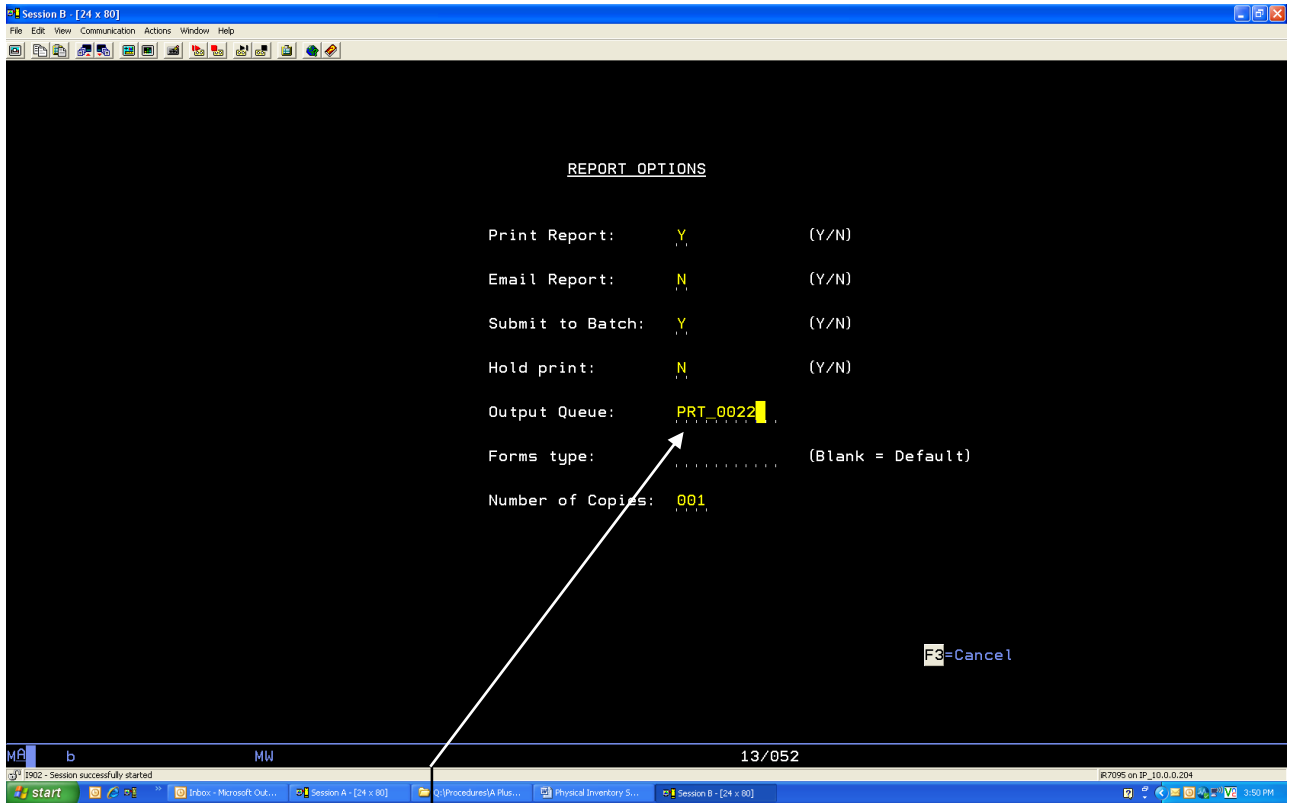 Session B - [24 x 80]
File Edit View Communication Actions Window Help
REPORT OPTIONS
Print Report: Y (Y/N)
Email Report: N (Y/N)
Submit to Batch: Y (Y/N)
Hold print: N (Y/N)
Output Queue: PRT_0022
Forms type: (Blank = Default)
Number of Copies: 001
F3=Cancel
MA b MW 13/052
I902 - Session successfully started iR7095 on IP_10.0.0.204
start Inbox - Microsoft Out... Session A - [24 x 80] Q:\Procedures\A Plus... Physical Inventory S... Session B - [24 x 80] 3:50 PM